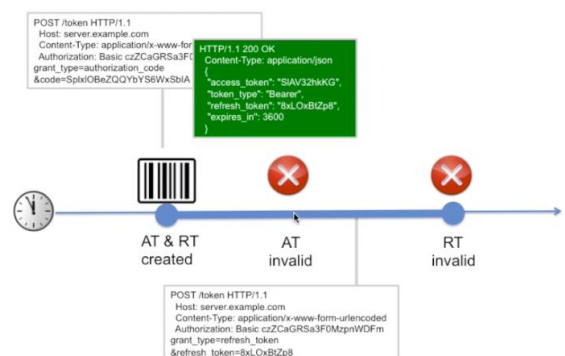 POST /token HTTP/1.1
Host: server.example.com
Content-Type: application/x-www-for
Authorization: Basic czZCaGRSa3F0
grant_type=authorization_code
&code=SplxlOBeZQQYbYS6WxSbIA
HTTP/1.1 200 OK
Content-Type: application/json
{
"access_token": "SlAV32hkKG",
"token_type": "Bearer",
"refresh_token": "8xLOxBtZp8",
"expires_in": 3600
}
AT & RT
created
AT
invalid
RT
invalid
POST /token HTTP/1.1
Host: server.example.com
Content-Type: application/x-www-form-urlencoded
Authorization: Basic czZCaGRSa3F0MzpnWDFm
grant_type=refresh_token
&refresh_token=8xLOxBtZp8